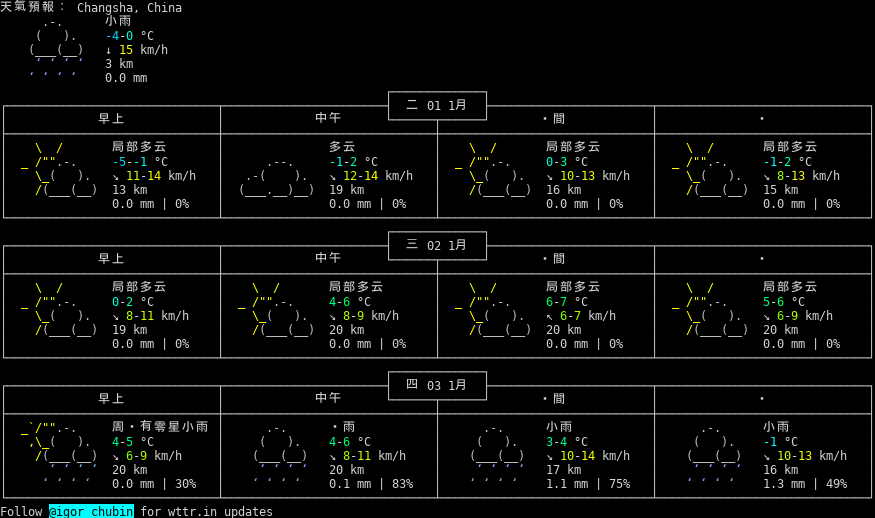 天氣預報： Changsha, China
小雨
-4-0 °C
↓ 15 km/h
3 km
0.0 mm
二 01 1月
早上 中午 ・間 ・
局部多云 多云 局部多云 局部多云
-5--1 °C -1-2 °C 0-3 °C -1-2 °C
↘ 11-14 km/h ↘ 12-14 km/h ↘ 10-13 km/h ↘ 8-13 km/h
13 km 19 km 16 km 15 km
0.0 mm | 0% 0.0 mm | 0% 0.0 mm | 0% 0.0 mm | 0%
三 02 1月
早上 中午 ・間 ・
局部多云 局部多云 局部多云 局部多云
0-2 °C 4-6 °C 6-7 °C 5-6 °C
↘ 8-11 km/h ↘ 8-9 km/h ↖ 6-7 km/h ↘ 6-9 km/h
19 km 20 km 20 km 20 km
0.0 mm | 0% 0.0 mm | 0% 0.0 mm | 0% 0.0 mm | 0%
四 03 1月
早上 中午 ・間 ・
周・有零星小雨 ・雨 小雨 小雨
4-5 °C 4-6 °C 3-4 °C -1 °C
↘ 6-9 km/h ↘ 8-11 km/h ↘ 10-14 km/h ↘ 10-13 km/h
20 km 20 km 17 km 16 km
0.0 mm | 30% 0.1 mm | 83% 1.1 mm | 75% 1.3 mm | 49%
Follow @igor_chubin for wttr.in updates